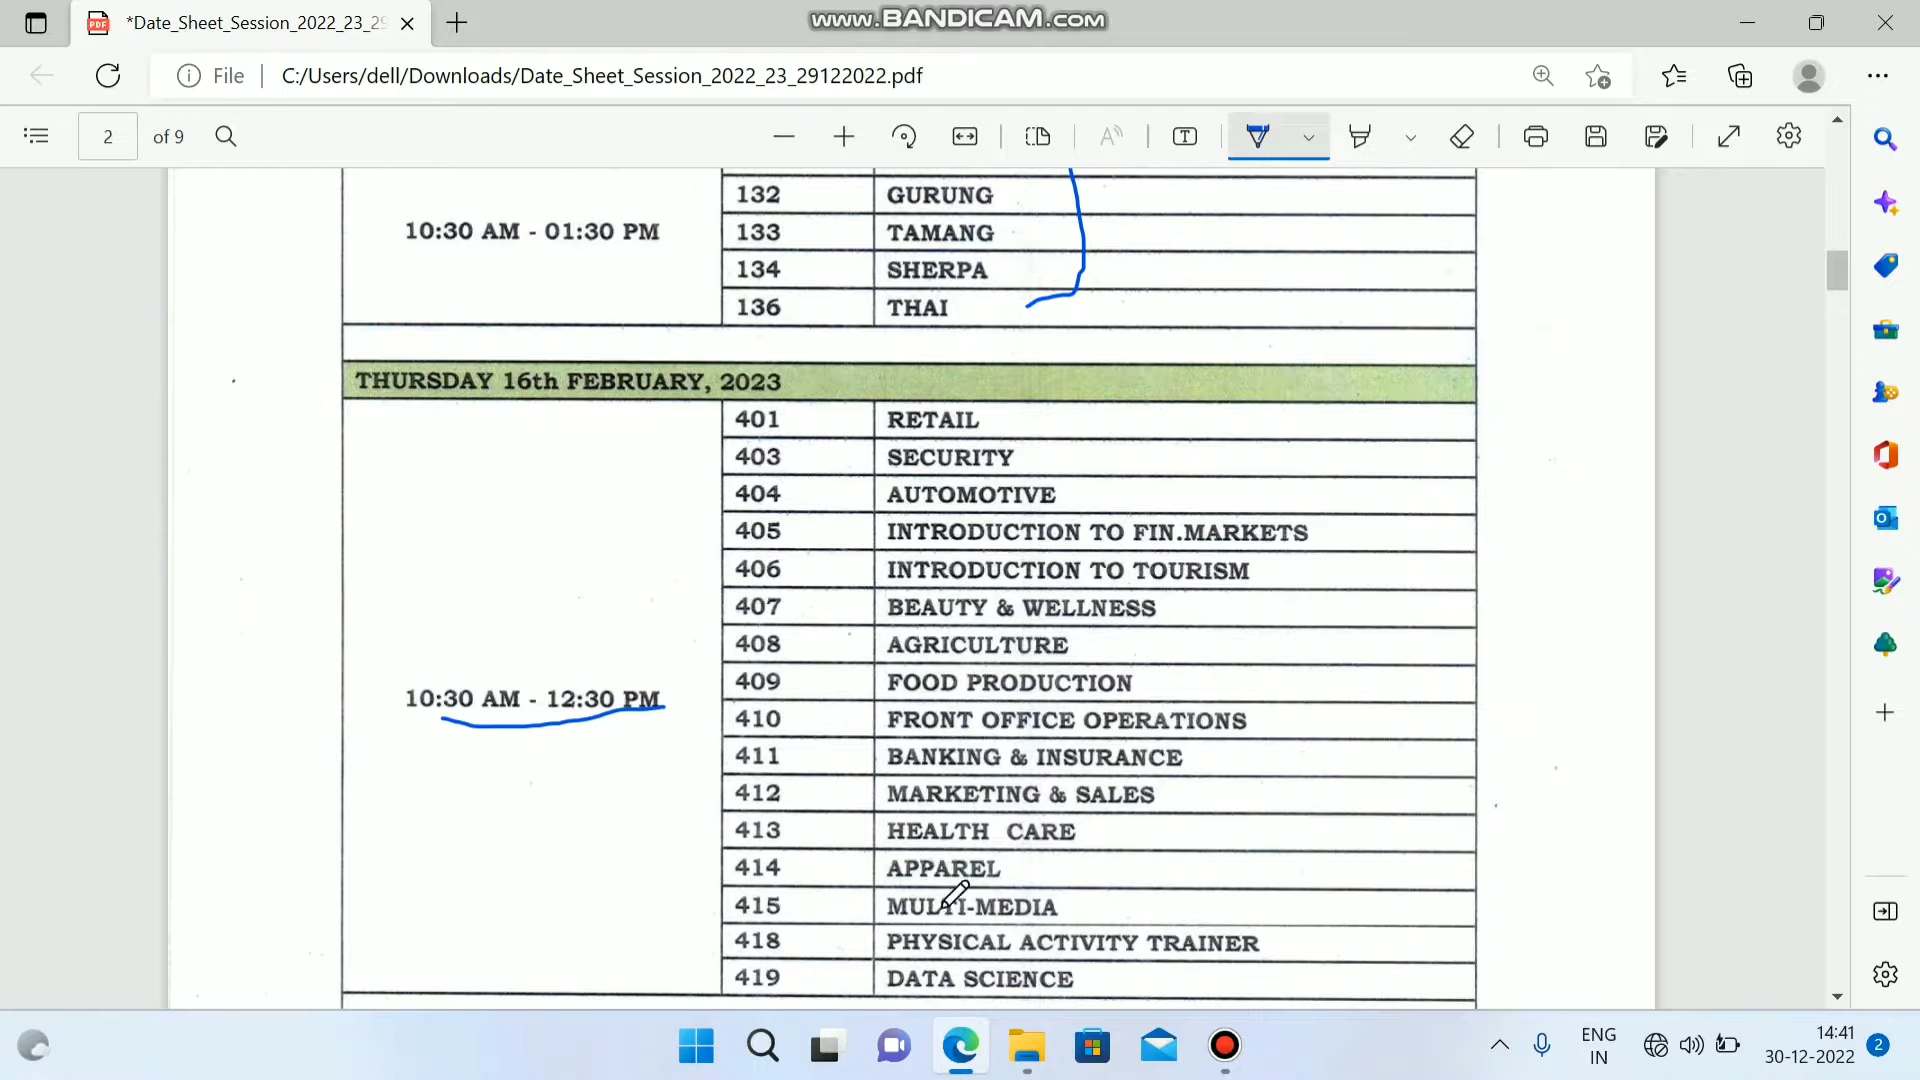 *Date_Sheet_Session_2022_23_29
www.BANDICAM.com
File
C:/Users/dell/Downloads/Date_Sheet_Session_2022_23_29122022.pdf
2 of 9
132 GURUNG
10:30 AM - 01:30 PM
133 TAMANG
134 SHERPA
136 THAI
THURSDAY 16th FEBRUARY, 2023
401 RETAIL
403 SECURITY
404 AUTOMOTIVE
405 INTRODUCTION TO FIN.MARKETS
406 INTRODUCTION TO TOURISM
407 BEAUTY & WELLNESS
408 AGRICULTURE
409 FOOD PRODUCTION
10:30 AM - 12:30 PM
410 FRONT OFFICE OPERATIONS
411 BANKING & INSURANCE
412 MARKETING & SALES
413 HEALTH CARE
414 APPAREL
415 MULTI-MEDIA
418 PHYSICAL ACTIVITY TRAINER
419 DATA SCIENCE
ENG
IN
14:41
30-12-2022
2